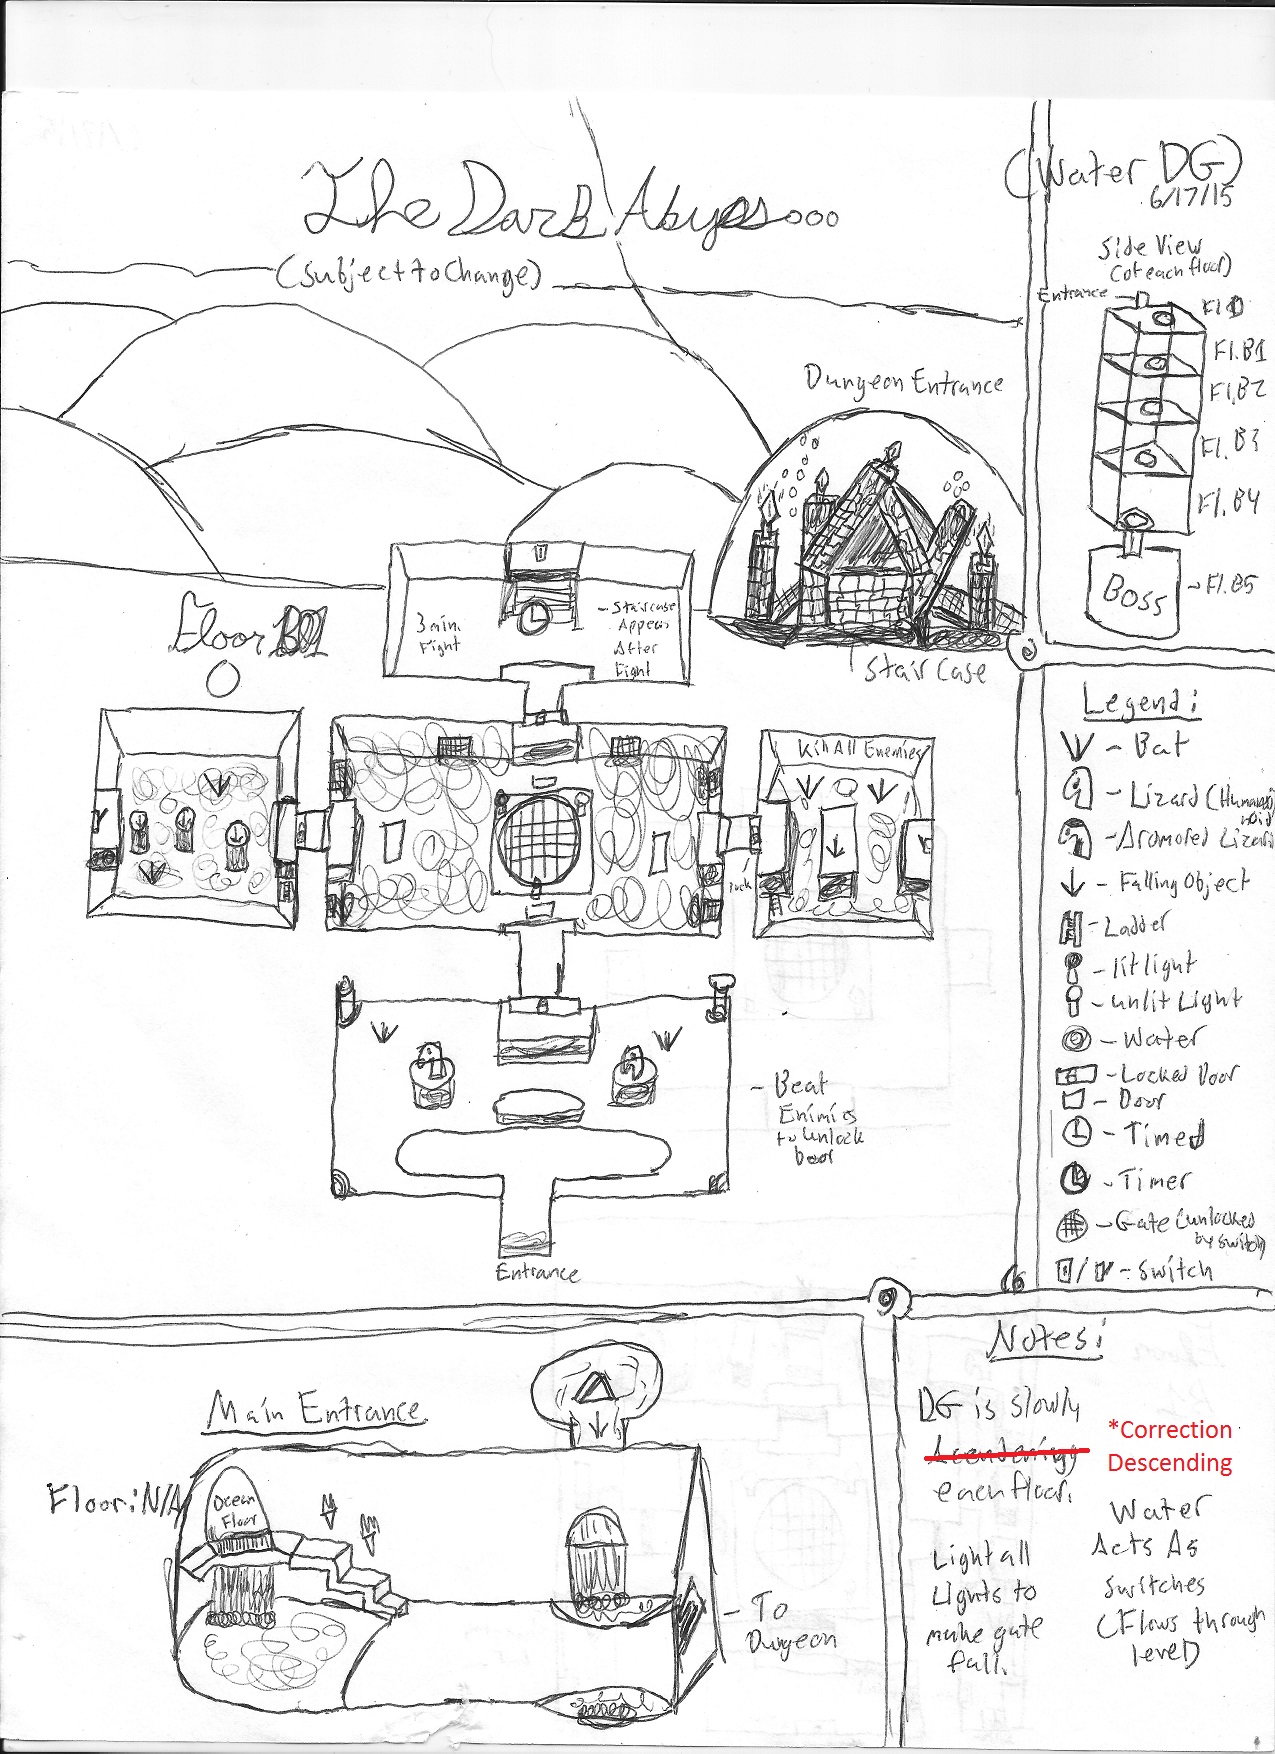 The Dark Abyss...
(Subject to Change)
(Water DG)
6/17/15
Side View
(of each floor)
Entrance
Fl.B1
Fl.B2
Fl.B3
Fl.B4
Boss
~Fl.B5
Dungeon Entrance
Stair Case
Floor B1
3 min.
Fight
- Staircase
Appears
After
Fight
Kill All Enemies
- Beat
Enimies
to unlock
Door
Entrance
Legend:
- Bat
- Lizard (Humanoid)
- Aromored Lizard
- Falling Object
- Ladder
- lit light
- unlit Light
- Water
- Locked Door
- Door
- Timed
- Timer
- Gate (unlocked
by switch)
- Switch
Main Entrance
Floor: N/A
Ocean
Floor
- To
Dungeon
Notes:
DG is slowly
*Correction
Descending
each floor.
Light all
Lights to
make gate
fall.
Water
Acts As
Switches
(Flows through
level)